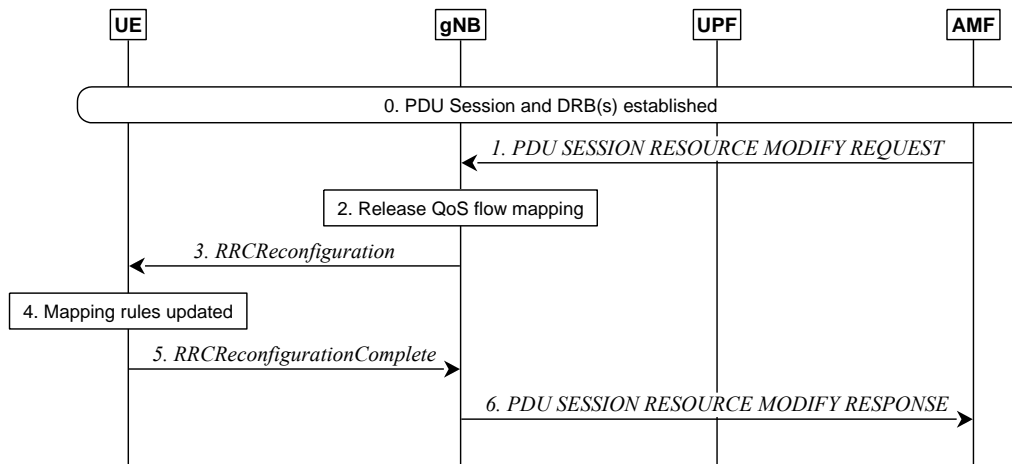 UE gNB UPF AMF
0. PDU Session and DRB(s) established
1. PDU SESSION RESOURCE MODIFY REQUEST
2. Release QoS flow mapping
3. RRCReconfiguration
4. Mapping rules updated
5. RRCReconfigurationComplete
6. PDU SESSION RESOURCE MODIFY RESPONSE